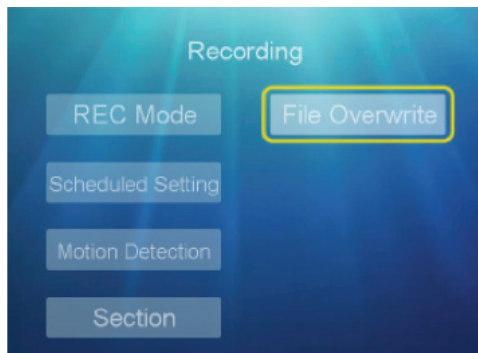 Recording
REC Mode
File Overwrite
Scheduled Setting
Motion Detection
Section